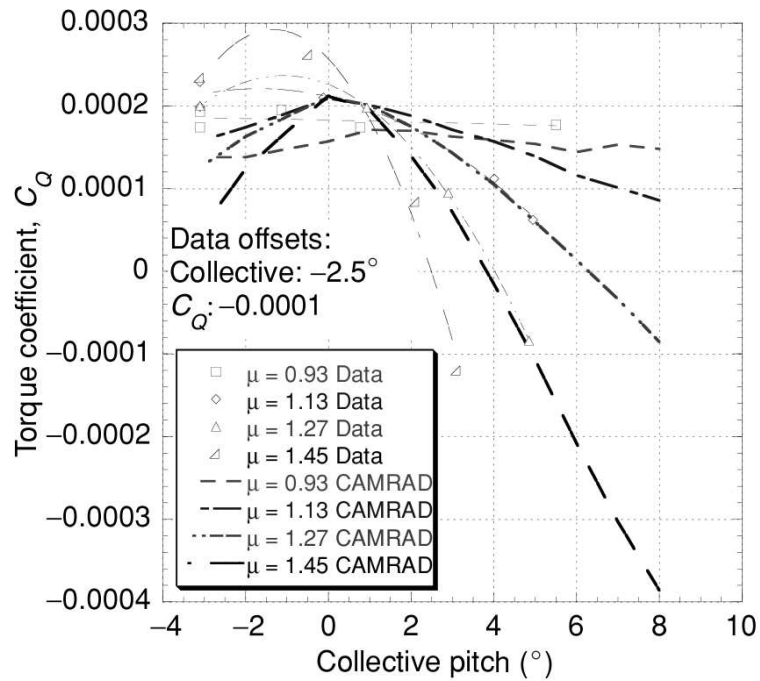 0.0003
0.0002
0.0001
0
−0.0001
−0.0002
−0.0003
−0.0004
Torque coefficient, C_Q
Data offsets:
Collective: −2.5°
C_Q: −0.0001
μ = 0.93 Data
μ = 1.13 Data
μ = 1.27 Data
μ = 1.45 Data
μ = 0.93 CAMRAD
μ = 1.13 CAMRAD
μ = 1.27 CAMRAD
μ = 1.45 CAMRAD
−4 −2 0 2 4 6 8 10
Collective pitch (°)